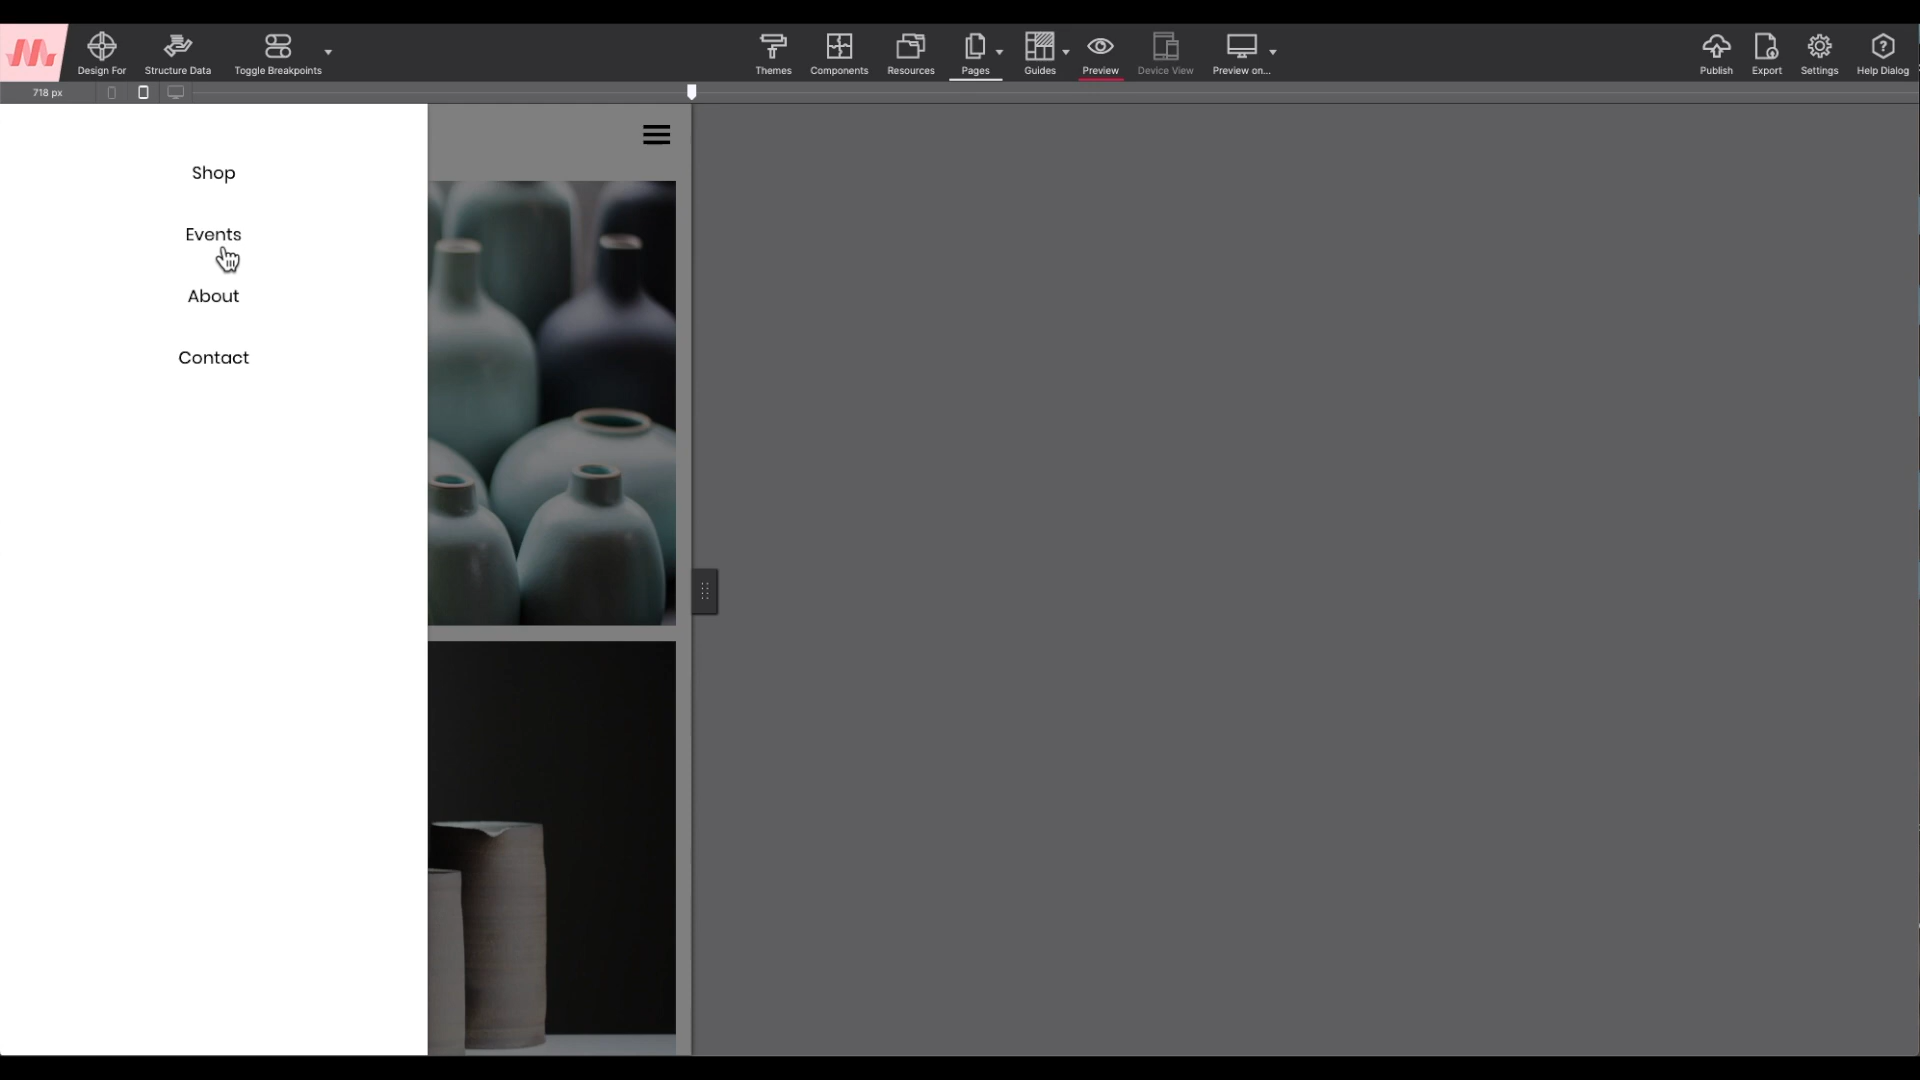 Design For
Structure Data
Toggle Breakpoints
Themes
Components
Resources
Pages
Guides
Preview
Device View
Preview on...
Publish
Export
Settings
Help Dialog
718 px
Shop
Events
About
Contact